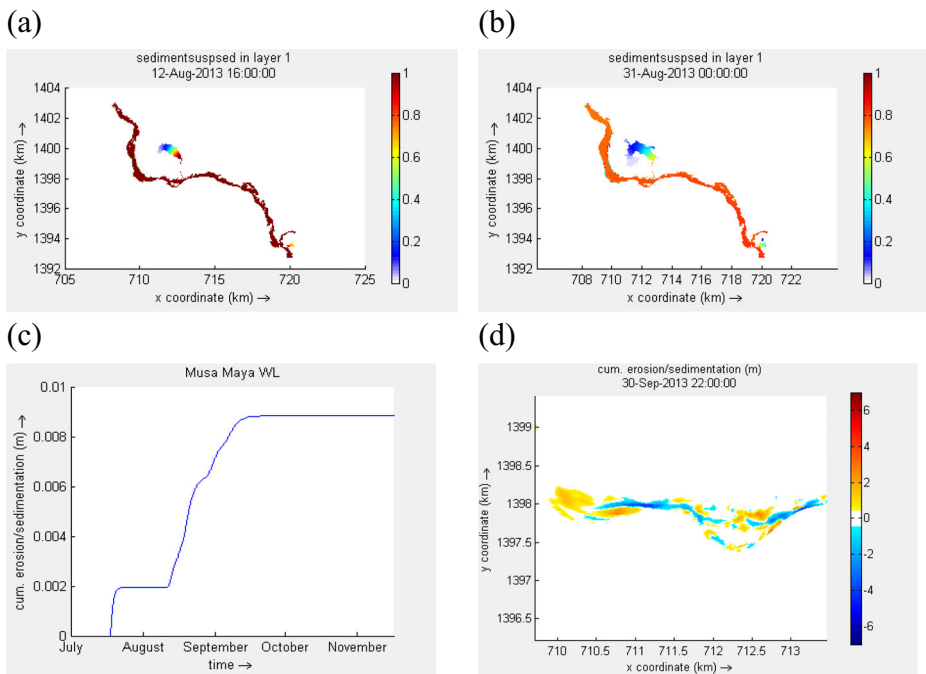 (a)
sedimentsuspsed in layer 1
12-Aug-2013 16:00:00
y coordinate (km) →
1404
1402
1400
1398
1396
1394
1392
705 710 715 720 725
x coordinate (km) →
1
0.8
0.6
0.4
0.2
0
(b)
sedimentsuspsed in layer 1
31-Aug-2013 00:00:00
y coordinate (km) →
1404
1402
1400
1398
1396
1394
1392
708 710 712 714 716 718 720 722
x coordinate (km) →
1
0.8
0.6
0.4
0.2
0
(c)
Musa Maya WL
cum. erosion/sedimentation (m) →
0.01
0.008
0.006
0.004
0.002
0
July August September October November
time →
(d)
cum. erosion/sedimentation (m)
30-Sep-2013 22:00:00
y coordinate (km) →
1399
1398.5
1398
1397.5
1397
1396.5
710 710.5 711 711.5 712 712.5 713
x coordinate (km) →
6
4
2
0
-2
-4
-6